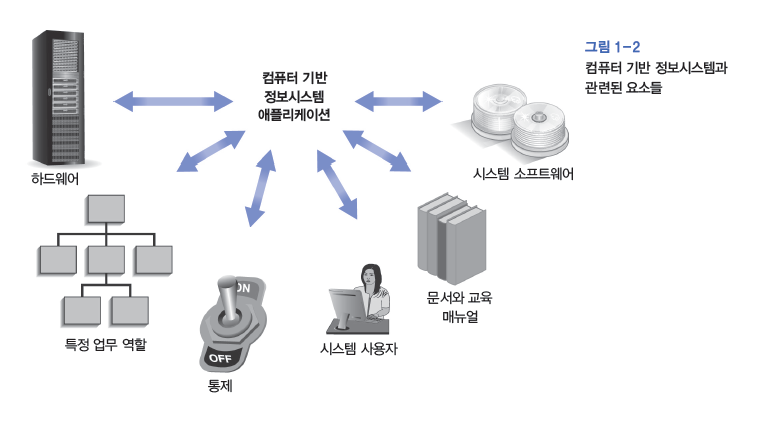 그림 1-2
컴퓨터 기반 정보시스템과
관련된 요소들
컴퓨터 기반
정보시스템
애플리케이션
하드웨어
시스템 소프트웨어
특정 업무 역할
ON
OFF
통제
시스템 사용자
문서와 교육
매뉴얼